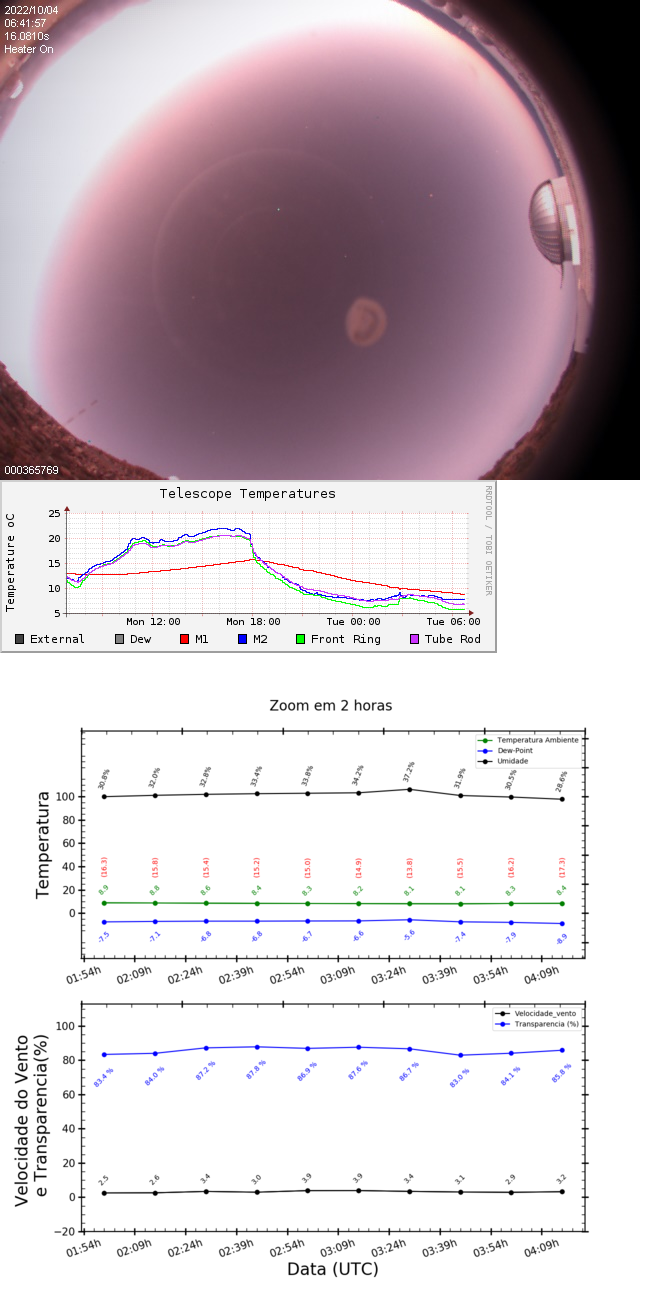 2022/10/04
06:41:57
16.0810s
Heater On
000365769
Telescope Temperatures
RRDTOOL / TOBI OETIKER
Temperature oC
25
20
15
10
5
Mon 12:00 Mon 18:00 Tue 00:00 Tue 06:00
External Dew M1 M2 Front Ring Tube Rod
Zoom em 2 horas
Temperatura Ambiente
Dew-Point
Umidade
Temperatura
100
80
60
40
20
0
30.8% 32.0% 32.8% 33.4% 33.8% 34.2% 37.2% 31.9% 30.5% 28.6%
(16.3) (15.8) (15.4) (15.2) (15.0) (14.9) (13.8) (15.5) (16.2) (17.3)
8.9 8.8 8.6 8.4 8.3 8.2 8.1 8.1 8.3 8.4
-7.5 -7.1 -6.8 -6.8 -6.7 -6.6 -5.6 -7.4 -7.9 -8.9
01:54h 02:09h 02:24h 02:39h 02:54h 03:09h 03:24h 03:39h 03:54h 04:09h
Velocidade_vento
Transparencia (%)
Velocidade do Vento
e Transparencia(%)
100
80
60
40
20
0
−20
83.4 % 84.0 % 87.2 % 87.8 % 86.9 % 87.6 % 86.7 % 83.0 % 84.1 % 85.8 %
2.5 2.6 3.4 3.0 3.9 3.9 3.4 3.1 2.9 3.2
01:54h 02:09h 02:24h 02:39h 02:54h 03:09h 03:24h 03:39h 03:54h 04:09h
Data (UTC)